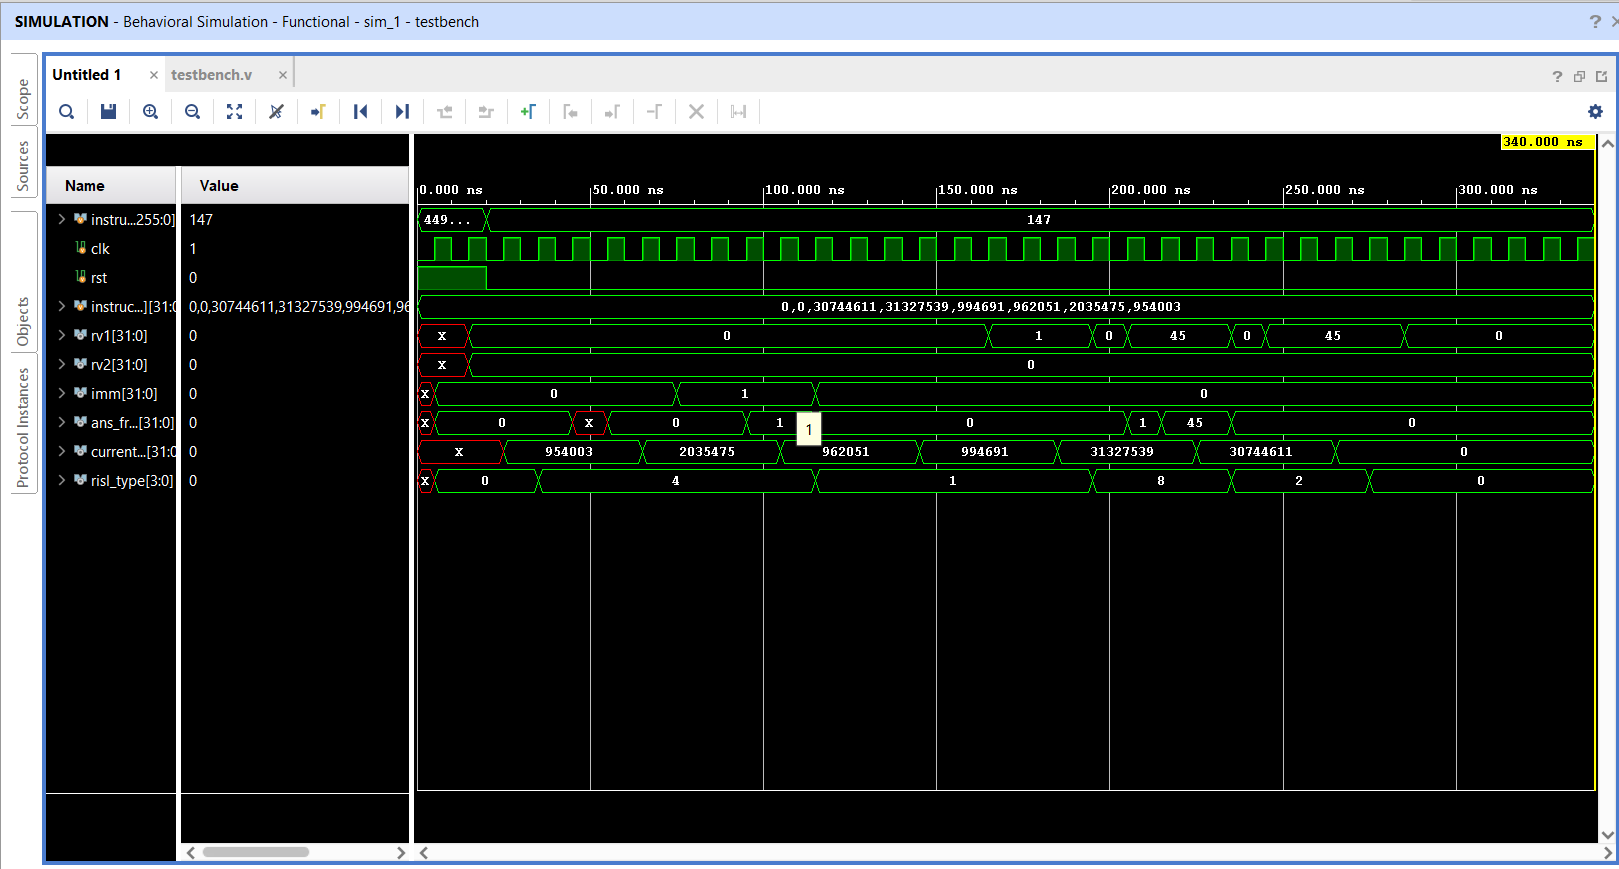 SIMULATION - Behavioral Simulation - Functional - sim_1 - testbench
?
Scope
Sources
Objects
Protocol Instances
Untitled 1
testbench.v
?
340.000 ns
Name Value
0.000 ns 50.000 ns 100.000 ns 150.000 ns 200.000 ns 250.000 ns 300.000 ns
instru...255:0] 147 449... 147
clk 1
rst 0
instruc...][31:0 0,0,30744611,31327539,994691,96 0,0,30744611,31327539,994691,962051,2035475,954003
rv1[31:0] 0 X 0 1 0 45 0 45 0
rv2[31:0] 0 X 0
imm[31:0] 0 X 0 1 0
ans_fr...[31:0] 0 X 0 X 0 1 0 1 45 0
1
current...[31:0 0 X 954003 2035475 962051 994691 31327539 30744611 0
risl_type[3:0] 0 X 0 4 1 8 2 0